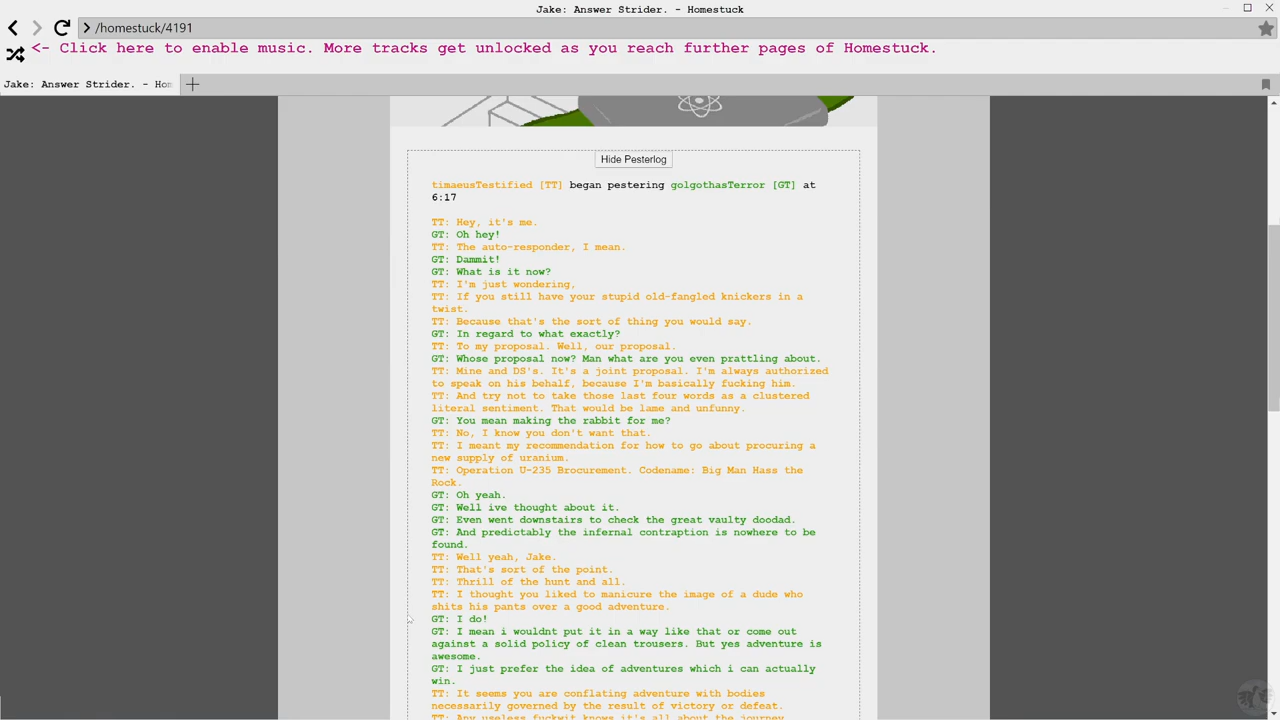 Jake: Answer Strider. - Homestuck
/homestuck/4191
<- Click here to enable music. More tracks get unlocked as you reach further pages of Homestuck.
Jake: Answer Strider. - Hom
Hide Pesterlog
timaeusTestified [TT] began pestering golgothasTerror [GT] at
6:17
TT: Hey, it's me.
GT: Oh hey!
TT: The auto-responder, I mean.
GT: Dammit!
GT: What is it now?
TT: I'm just wondering,
TT: If you still have your stupid old-fangled knickers in a
twist.
TT: Because that's the sort of thing you would say.
GT: In regard to what exactly?
TT: To my proposal. Well, our proposal.
GT: Whose proposal now? Man what are you even prattling about.
TT: Mine and DS's. It's a joint proposal. I'm always authorized
to speak on his behalf, because I'm basically fucking him.
TT: And try not to take those last four words as a clustered
literal sentiment. That would be lame and unfunny.
GT: You mean making the rabbit for me?
TT: No, I know you don't want that.
TT: I meant my recommendation for how to go about procuring a
new supply of uranium.
TT: Operation U-235 Brocurement. Codename: Big Man Hass the
Rock.
GT: Oh yeah.
GT: Well ive thought about it.
GT: Even went downstairs to check the great vaulty doodad.
GT: And predictably the infernal contraption is nowhere to be
found.
TT: Well yeah, Jake.
TT: That's sort of the point.
TT: Thrill of the hunt and all.
TT: I thought you liked to manicure the image of a dude who
shits his pants over a good adventure.
GT: I do!
GT: I mean i wouldnt put it in a way like that or come out
against a solid policy of clean trousers. But yes adventure is
awesome.
GT: I just prefer the idea of adventures which i can actually
win.
TT: It seems you are conflating adventure with bodies
necessarily governed by the result of victory or defeat.
TT: Any useless fuckwit knows it's all about the journey